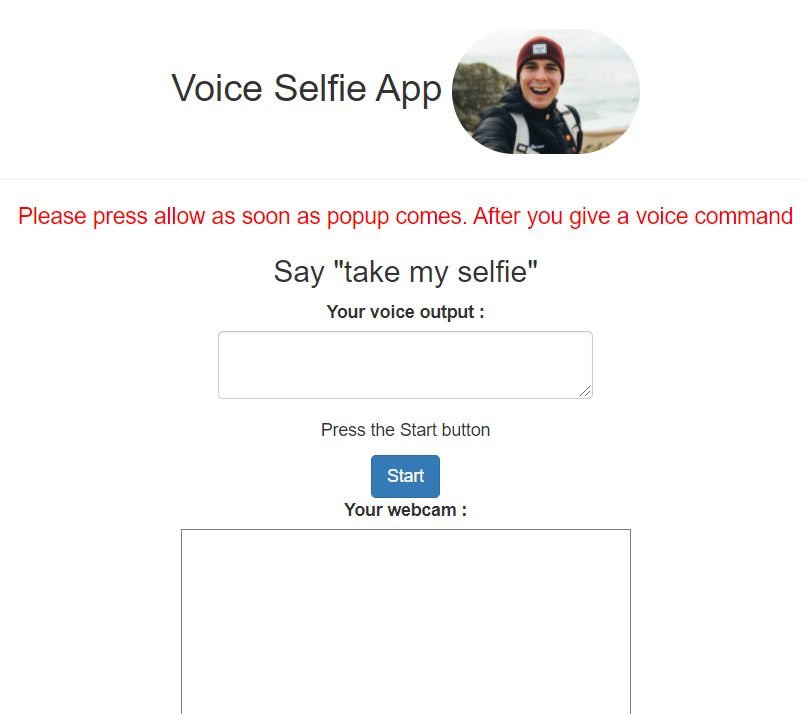 Voice Selfie App
Please press allow as soon as popup comes. After you give a voice command
Say "take my selfie"
Your voice output :
Press the Start button
Start
Your webcam :